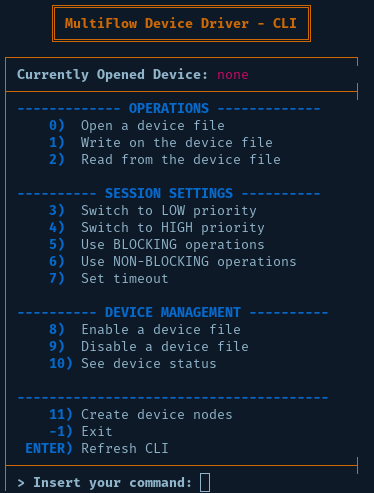 MultiFlow Device Driver - CLI
Currently Opened Device: none
------------- OPERATIONS -------------
0) Open a device file
1) Write on the device file
2) Read from the device file
---------- SESSION SETTINGS ----------
3) Switch to LOW priority
4) Switch to HIGH priority
5) Use BLOCKING operations
6) Use NON-BLOCKING operations
7) Set timeout
---------- DEVICE MANAGEMENT ----------
8) Enable a device file
9) Disable a device file
10) See device status
---------------------------------------
11) Create device nodes
-1) Exit
ENTER) Refresh CLI
> Insert your command: